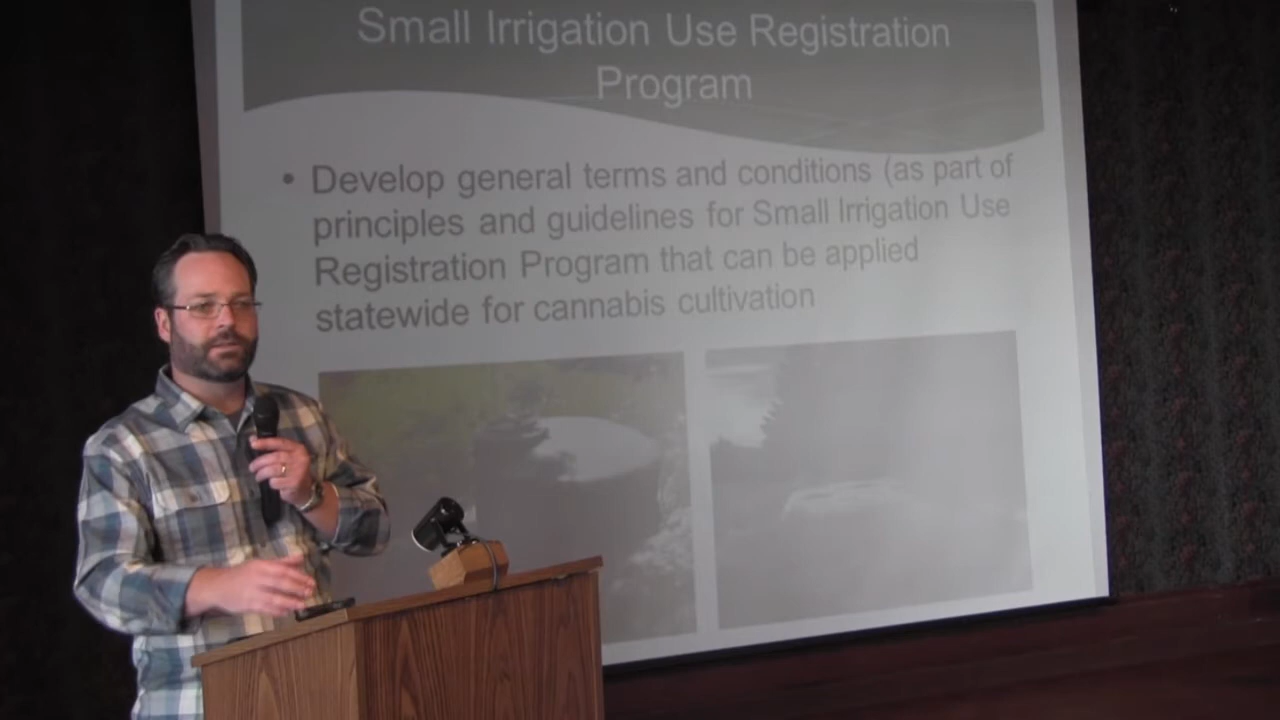 Small Irrigation Use Registration
Program
• Develop general terms and conditions (as part of
principles and guidelines for Small Irrigation Use
Registration Program that can be applied
statewide for cannabis cultivation